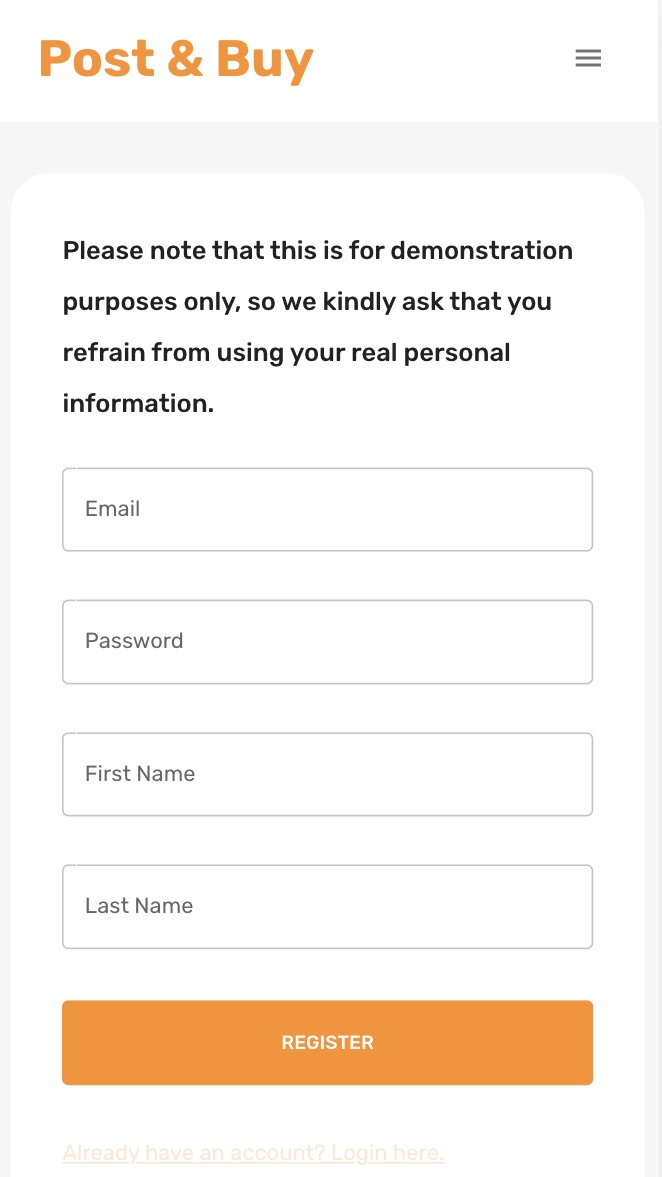 Post & Buy
Please note that this is for demonstration
purposes only, so we kindly ask that you
refrain from using your real personal
information.
Email
Password
First Name
Last Name
REGISTER
Already have an account? Login here.